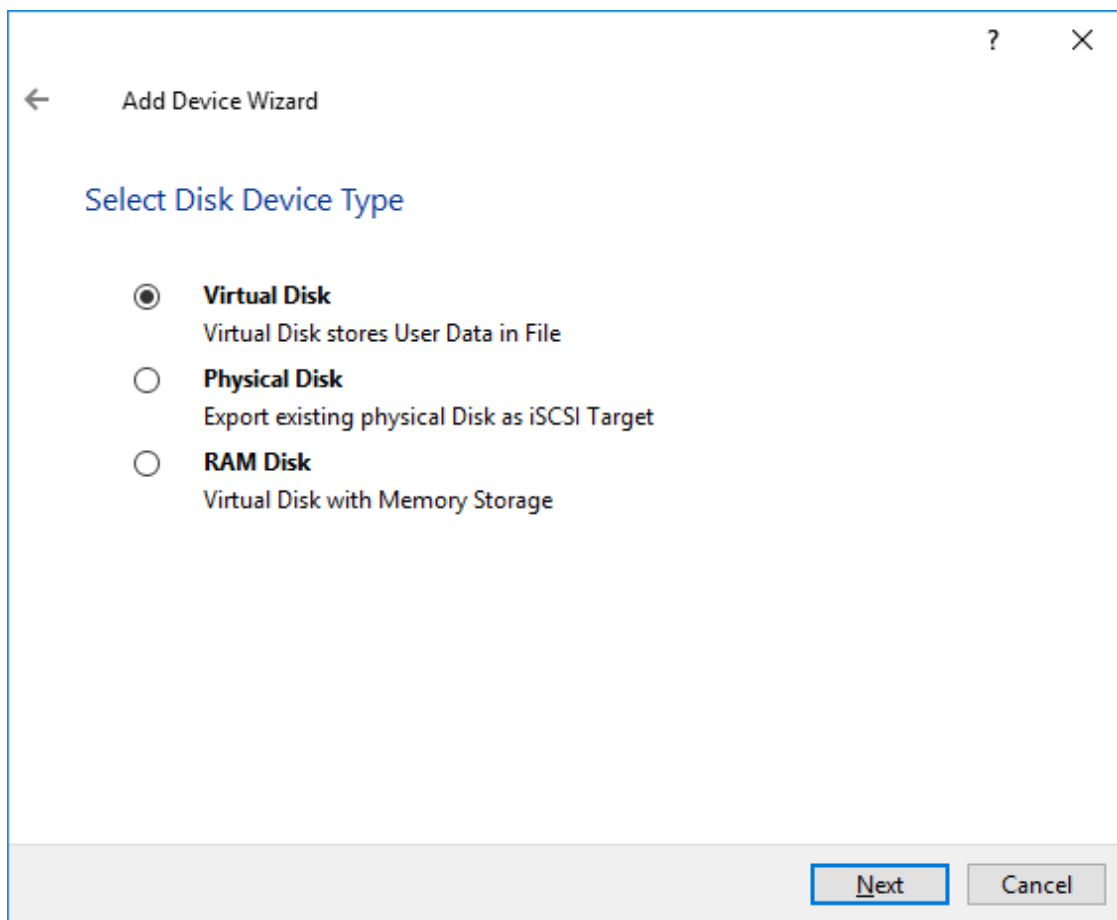 ?
Add Device Wizard
Select Disk Device Type
Virtual Disk
Virtual Disk stores User Data in File
Physical Disk
Export existing physical Disk as iSCSI Target
RAM Disk
Virtual Disk with Memory Storage
Next Cancel